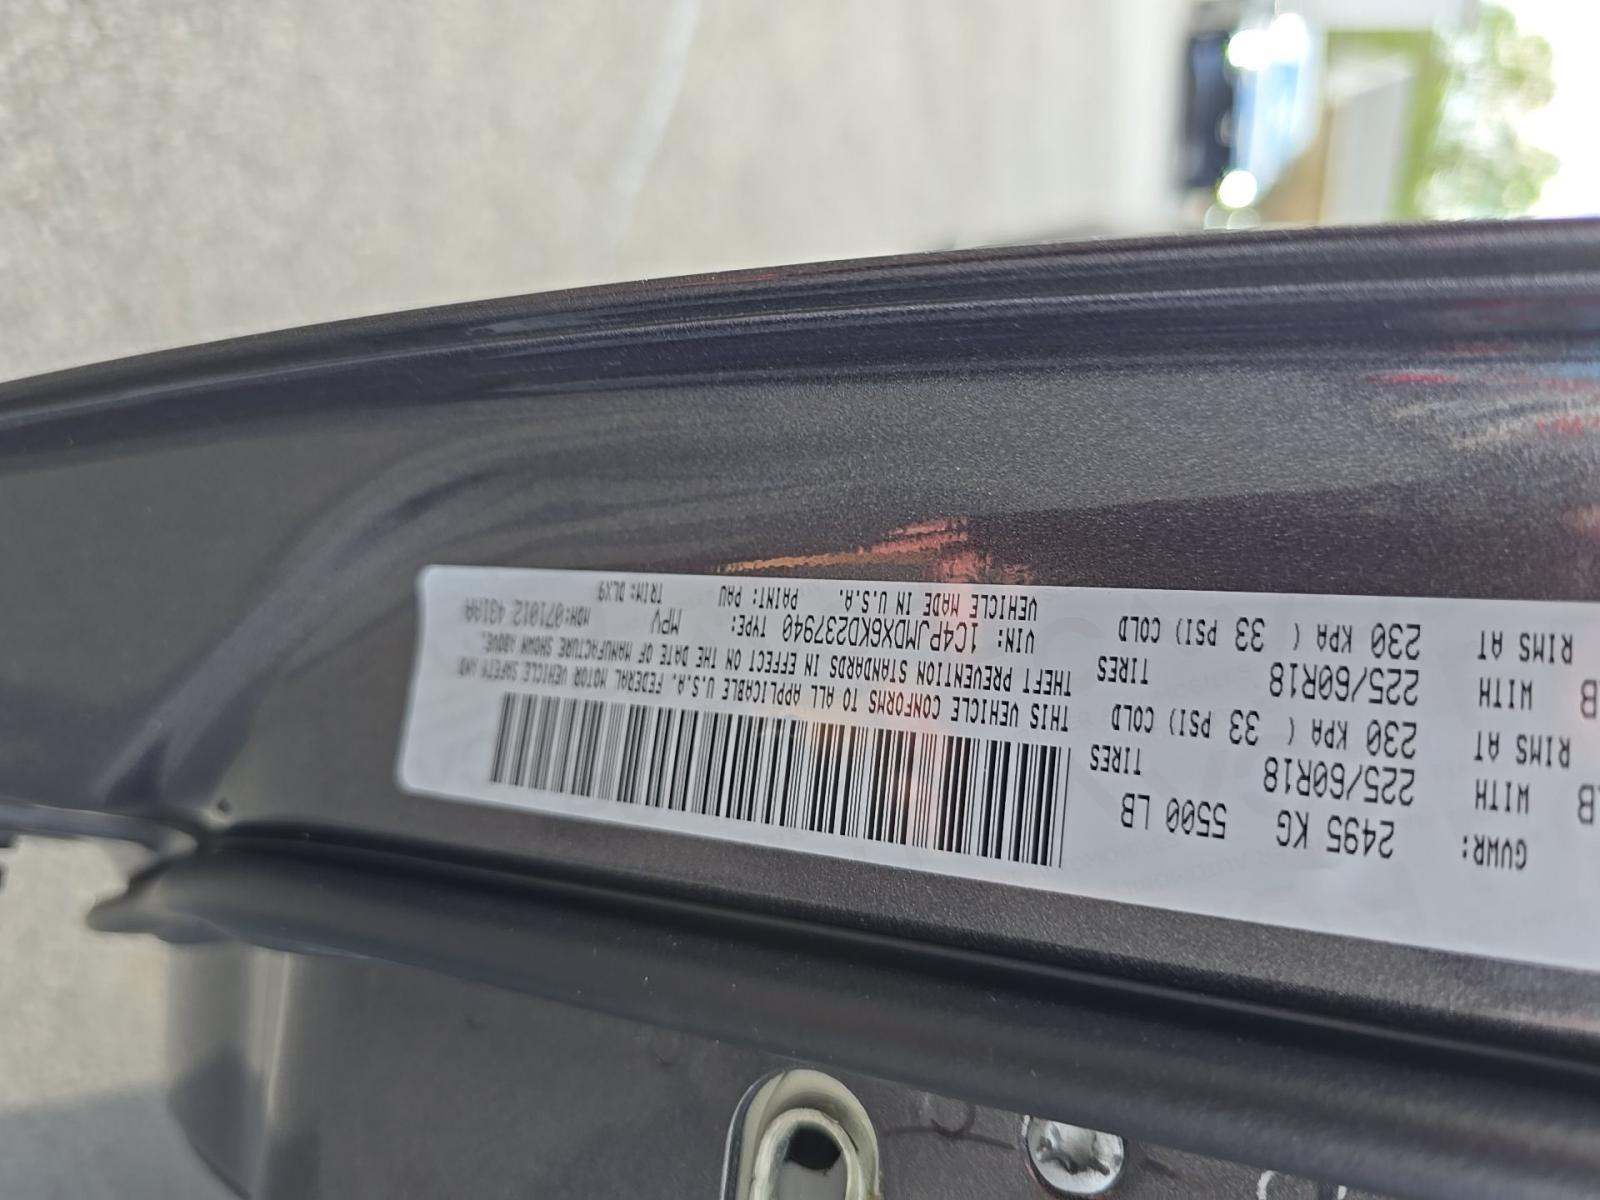 GVWR: 2495 KG 5500 LB
WITH 225/60R18 TIRES
RIMS AT 230 KPA ( 33 PSI) COLD
WITH 225/60R18 TIRES
RIMS AT 230 KPA ( 33 PSI) COLD
THIS VEHICLE CONFORMS TO ALL APPLICABLE U.S.A. FEDERAL MOTOR VEHICLE SAFETY AND
THEFT PREVENTION STANDARDS IN EFFECT ON THE DATE OF MANUFACTURE SHOWN ABOVE.
VIN: 1C4PJMDX6KD237940 TYPE: MPV MDH:071012 431AA
VEHICLE MADE IN U.S.A. PAINT: PAU TRIM: DLX9